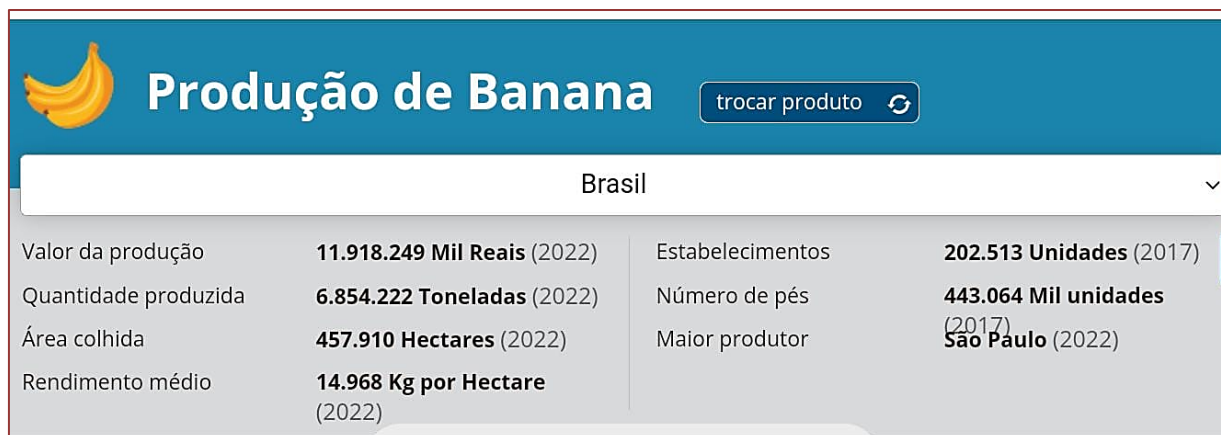 Produção de Banana
trocar produto
Brasil
Valor da produção 11.918.249 Mil Reais (2022)
Quantidade produzida 6.854.222 Toneladas (2022)
Área colhida 457.910 Hectares (2022)
Rendimento médio 14.968 Kg por Hectare
(2022)
Estabelecimentos 202.513 Unidades (2017)
Número de pés 443.064 Mil unidades
(2017)
Maior produtor São Paulo (2022)